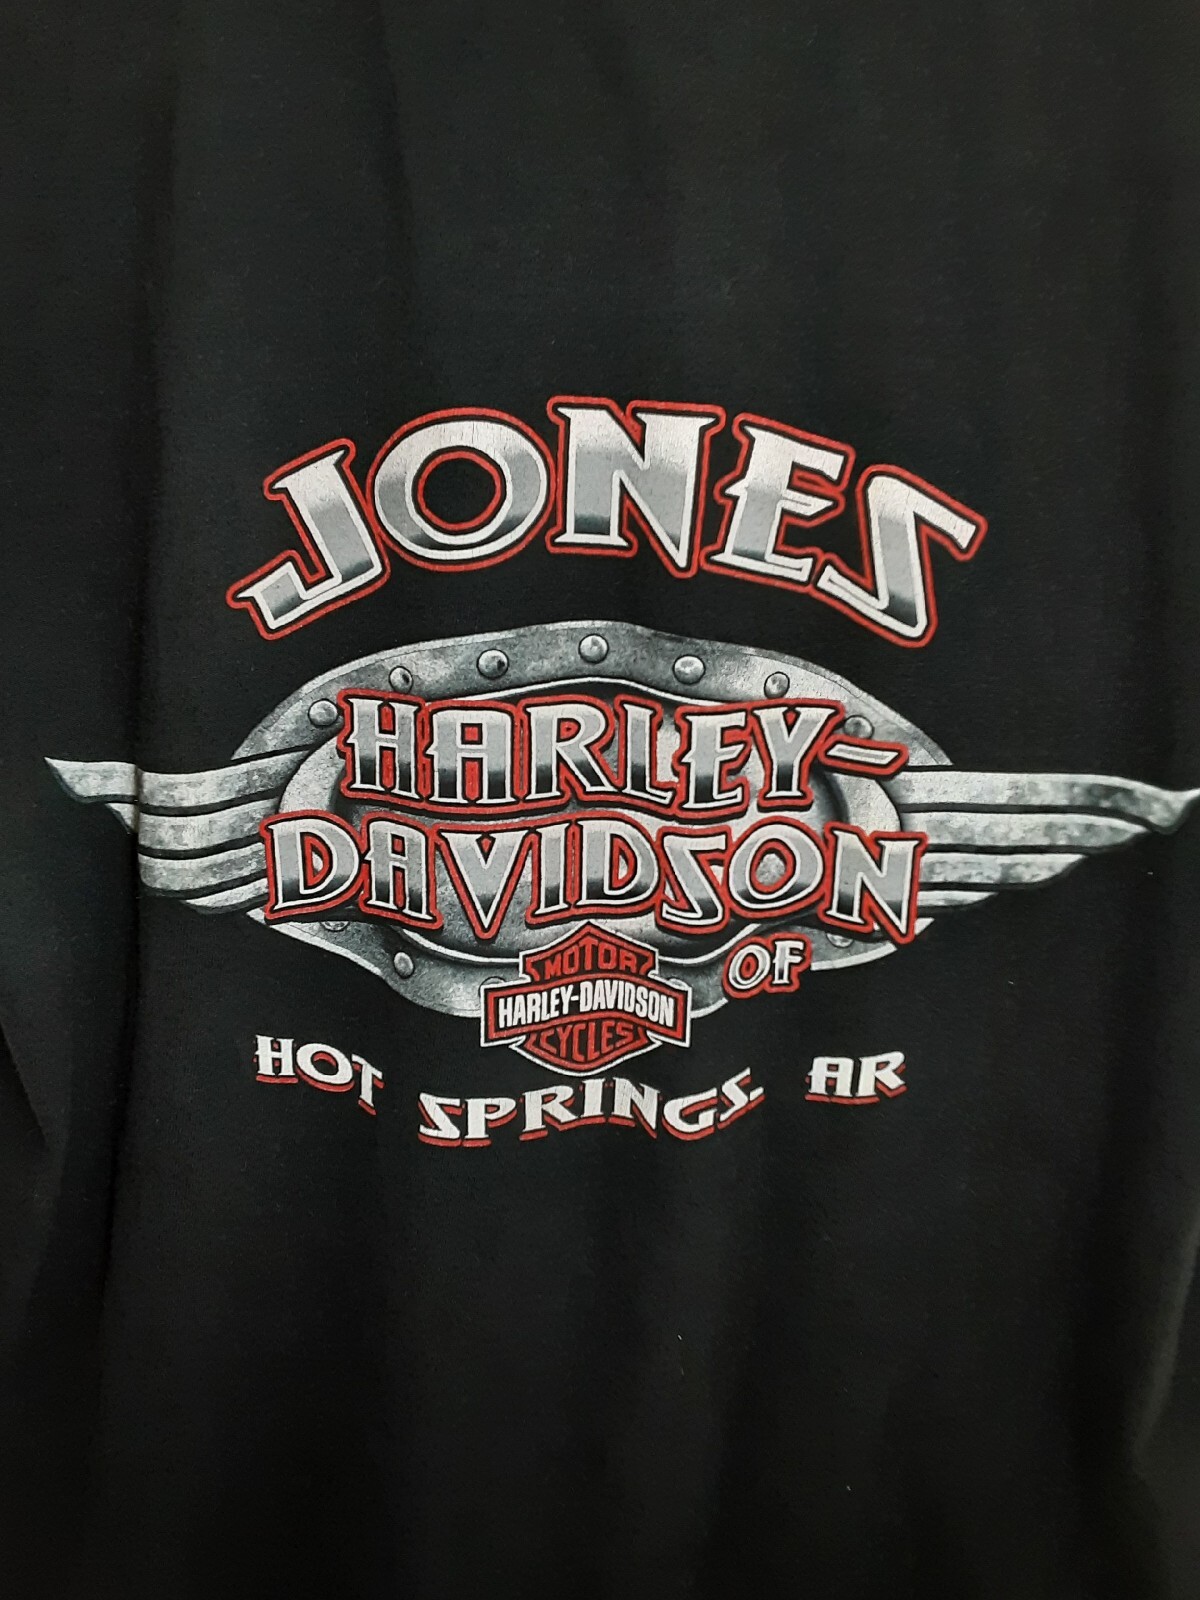 JONES
HARLEY-
DAVIDSON
OF
MOTOR
HARLEY-DAVIDSON
CYCLES
HOT SPRINGS. AR